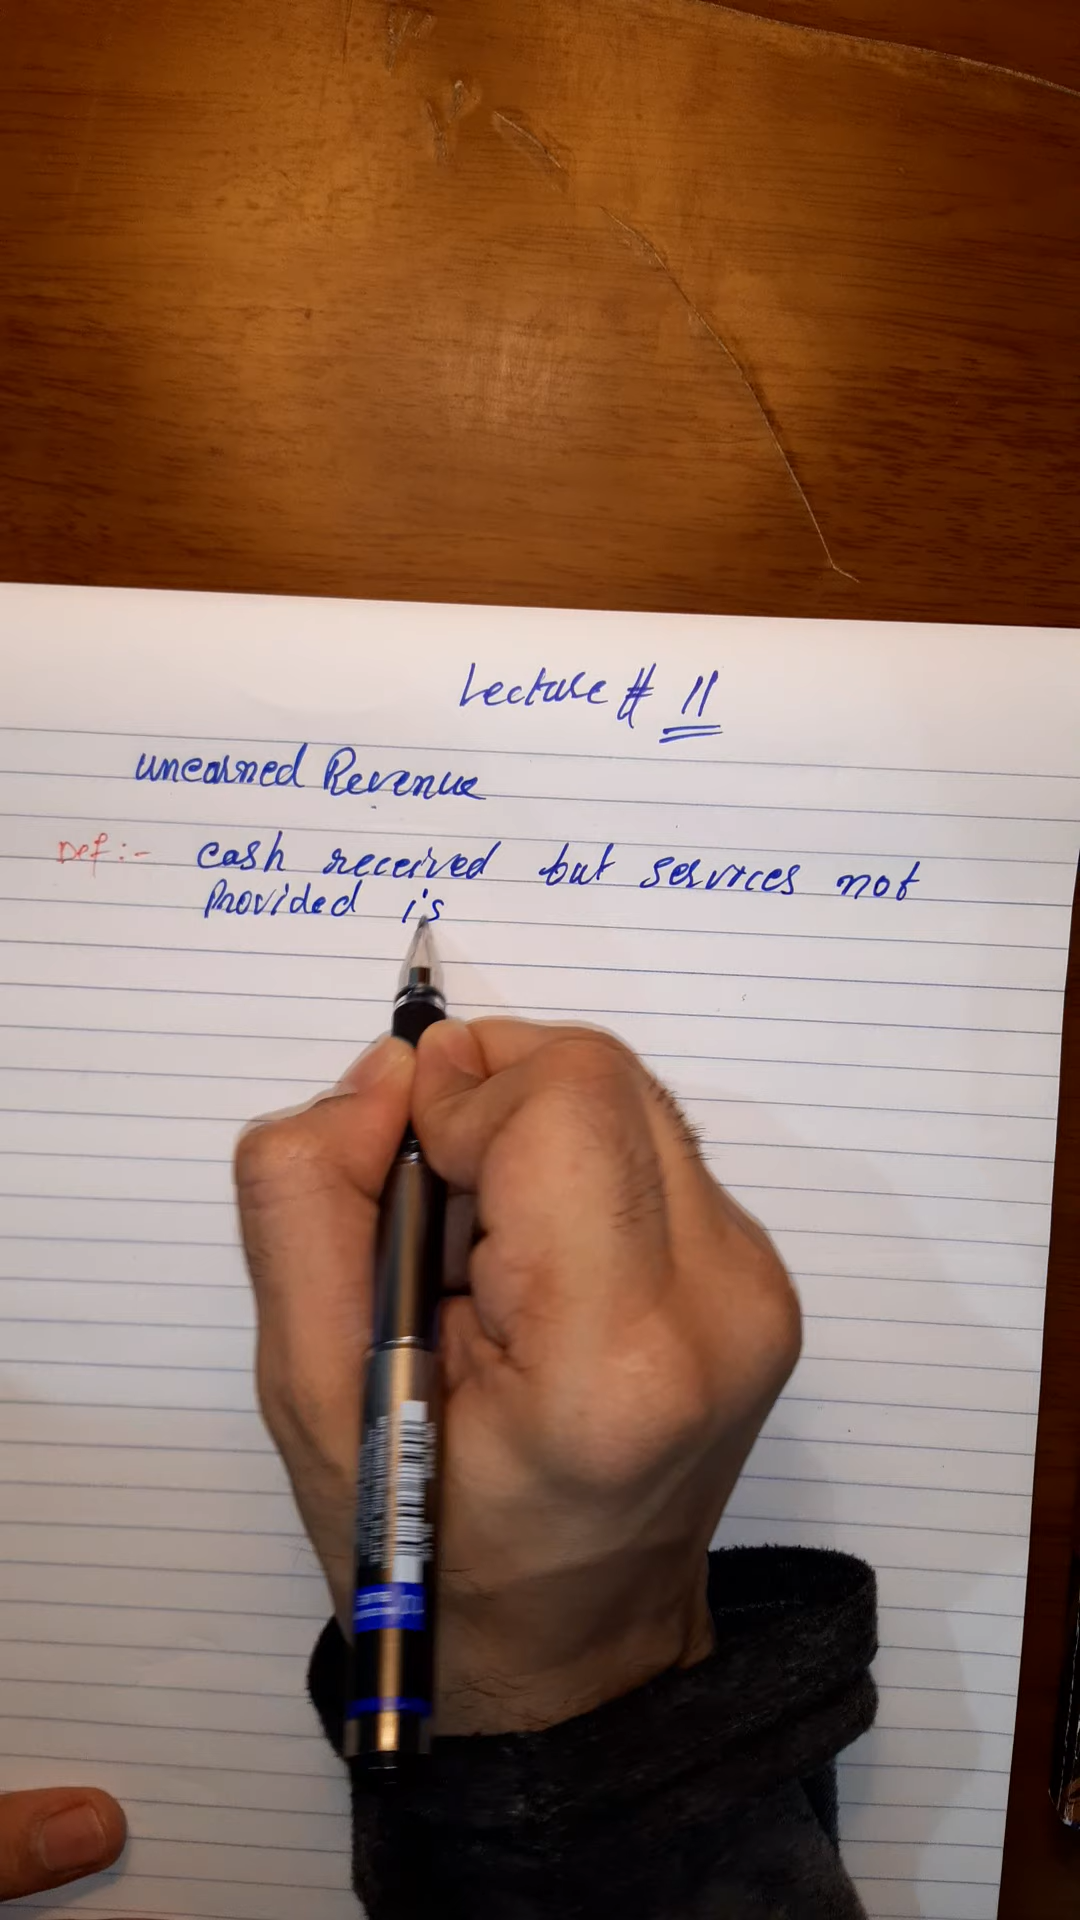 Lecture # 11
unearned Revenue
Def:- cash received but services not
Provided is